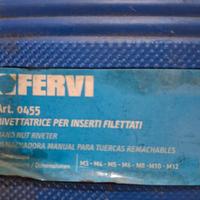 FERVI
Art. 0455
RIVETTATRICE PER INSERTI FILETTATI
HAND NUT RIVETER
REMACHADORA MANUAL PARA TUERCAS REMACHABLES
Dimensiones M3 - M4 - M5 - M6 - M8 - M10 - M12